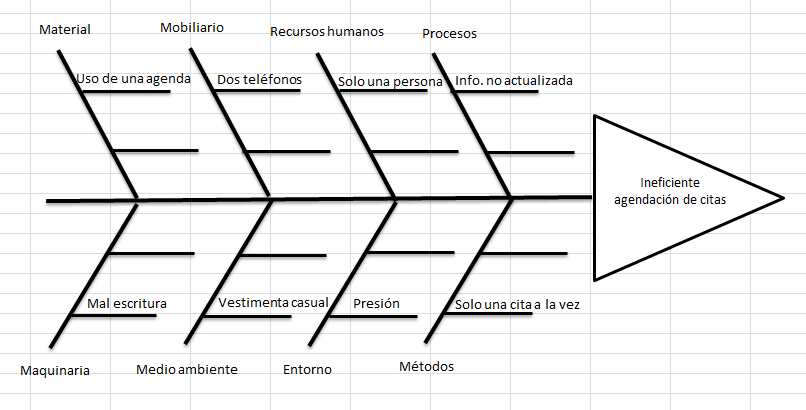 Material
Mobiliario
Recursos humanos
Procesos
Uso de una agenda
Dos teléfonos
Solo una persona
Info. no actualizada
Ineficiente
agendación de citas
Mal escritura
Vestimenta casual
Presión
Solo una cita a la vez
Maquinaria
Medio ambiente
Entorno
Métodos